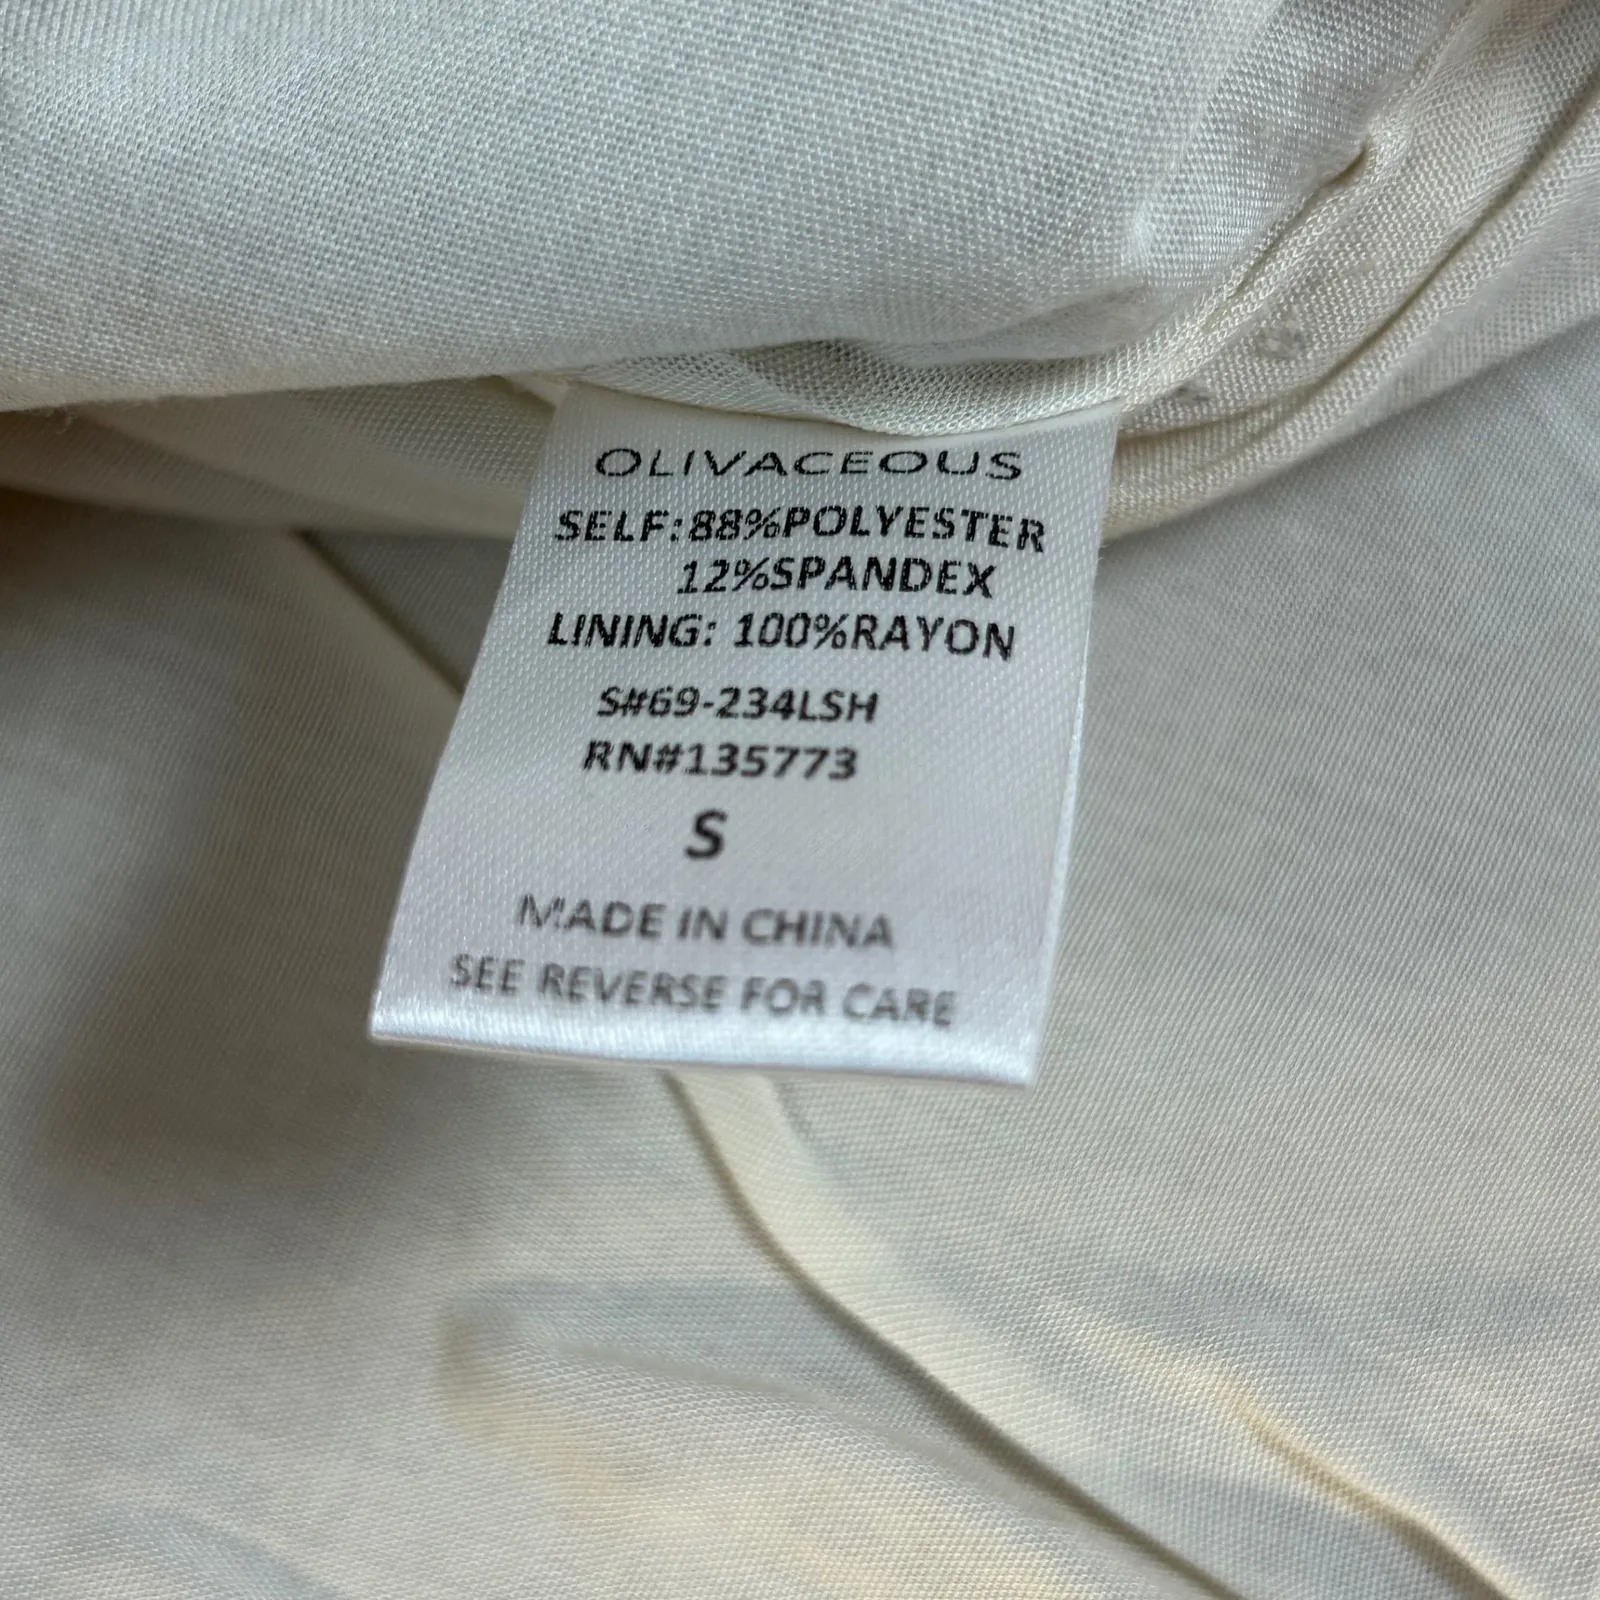 OLIVACEOUS
SELF:88%POLYESTER
12%SPANDEX
LINING: 100%RAYON
S#69-234LSH
RN#135773
S
MADE IN CHINA
SEE REVERSE FOR CARE